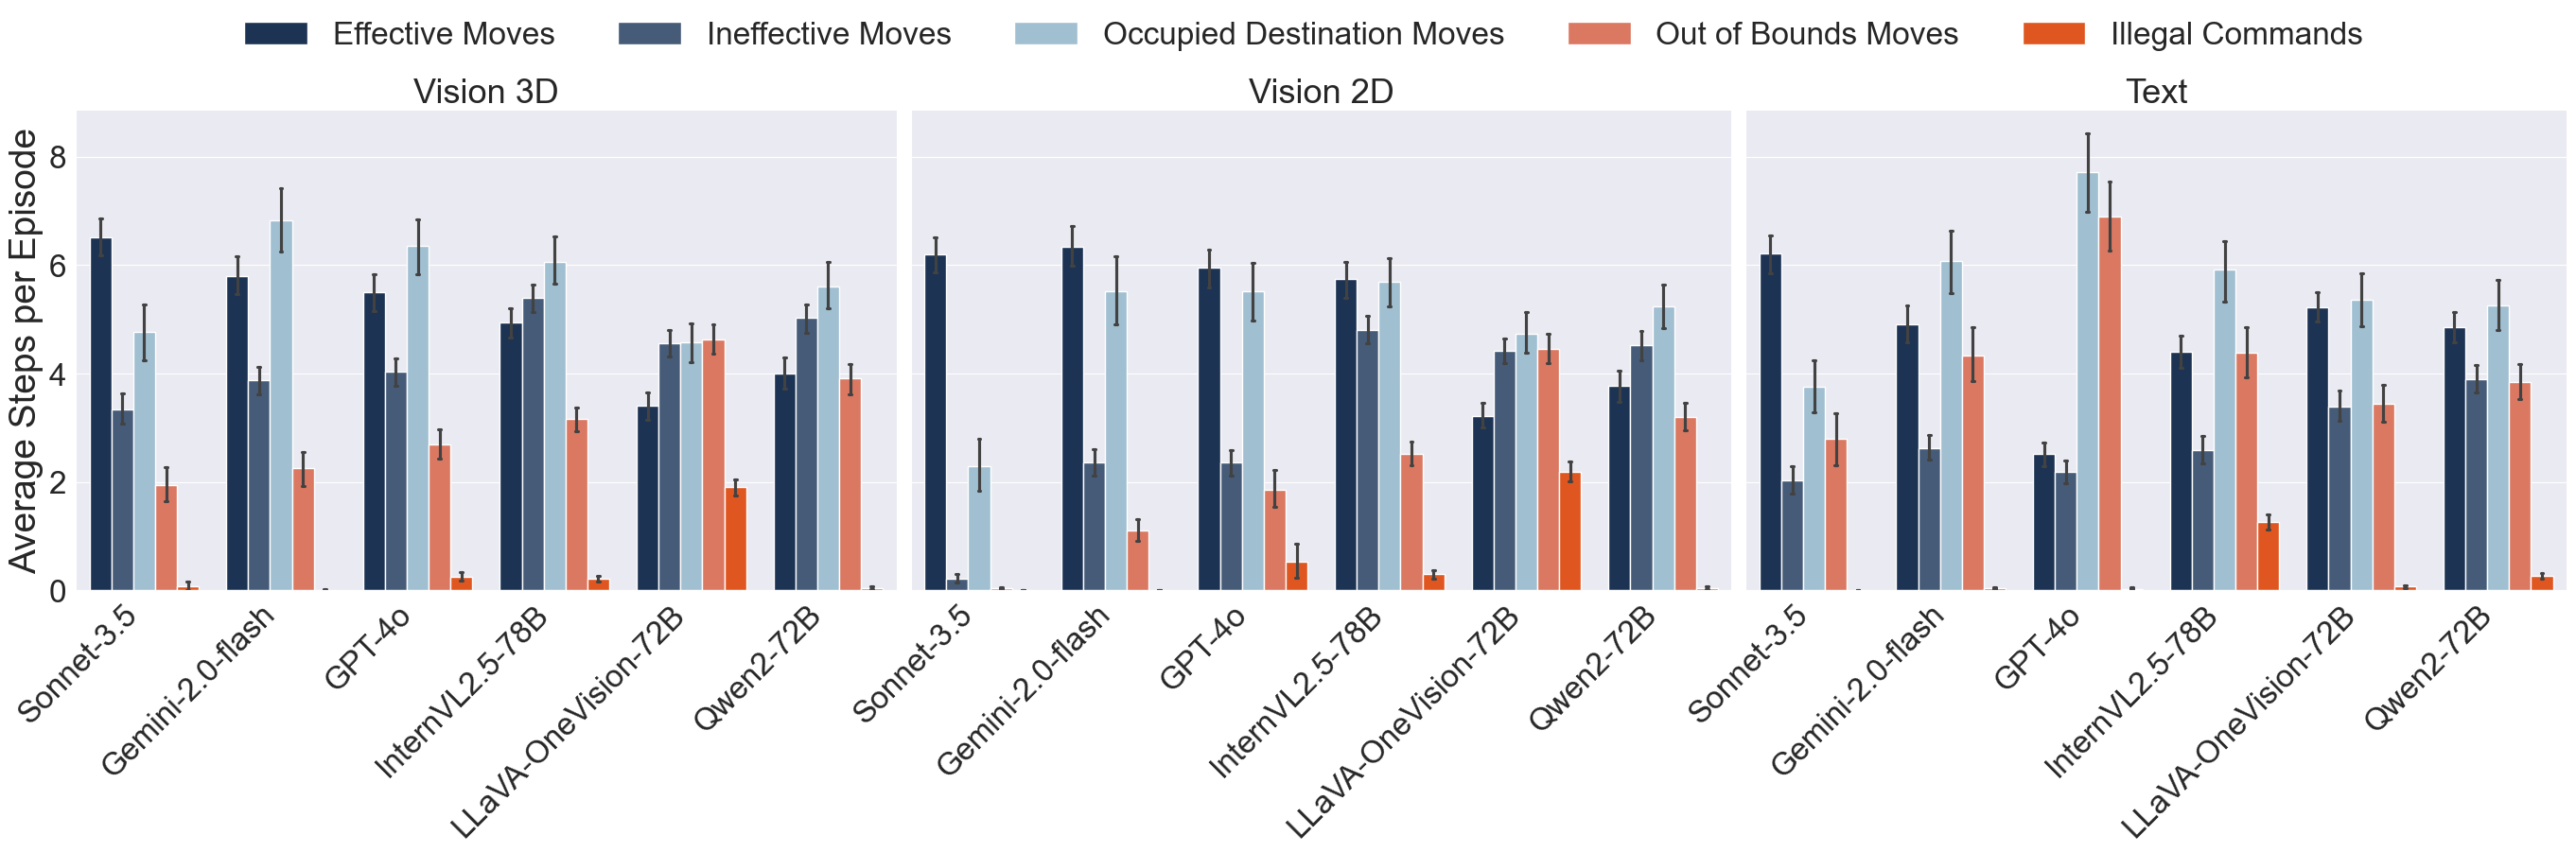 Effective Moves Ineffective Moves Occupied Destination Moves Out of Bounds Moves Illegal Commands
Vision 3D Vision 2D Text
Average Steps per Episode
8
6
4
2
0
Sonnet-3.5 Gemini-2.0-flash GPT-4o InternVL2.5-78B LLaVA-OneVision-72B Qwen2-72B
Sonnet-3.5 Gemini-2.0-flash GPT-4o InternVL2.5-78B LLaVA-OneVision-72B Qwen2-72B
Sonnet-3.5 Gemini-2.0-flash GPT-4o InternVL2.5-78B LLaVA-OneVision-72B Qwen2-72B